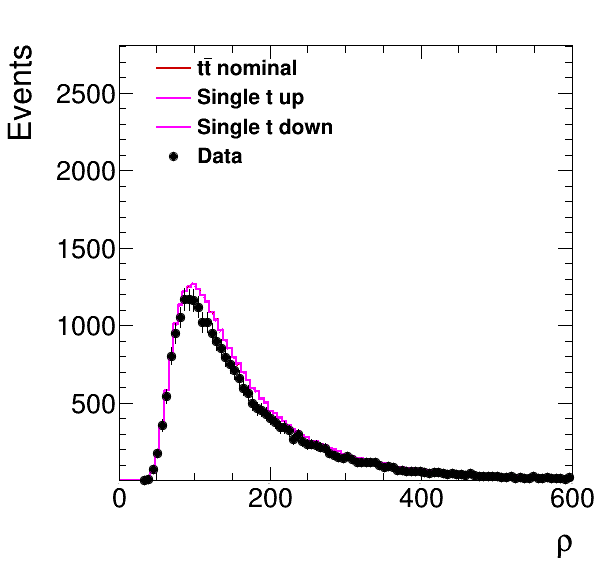 Events
tt̄ nominal
Single t up
Single t down
Data
2500
2000
1500
1000
500
0 200 400 600
ρ